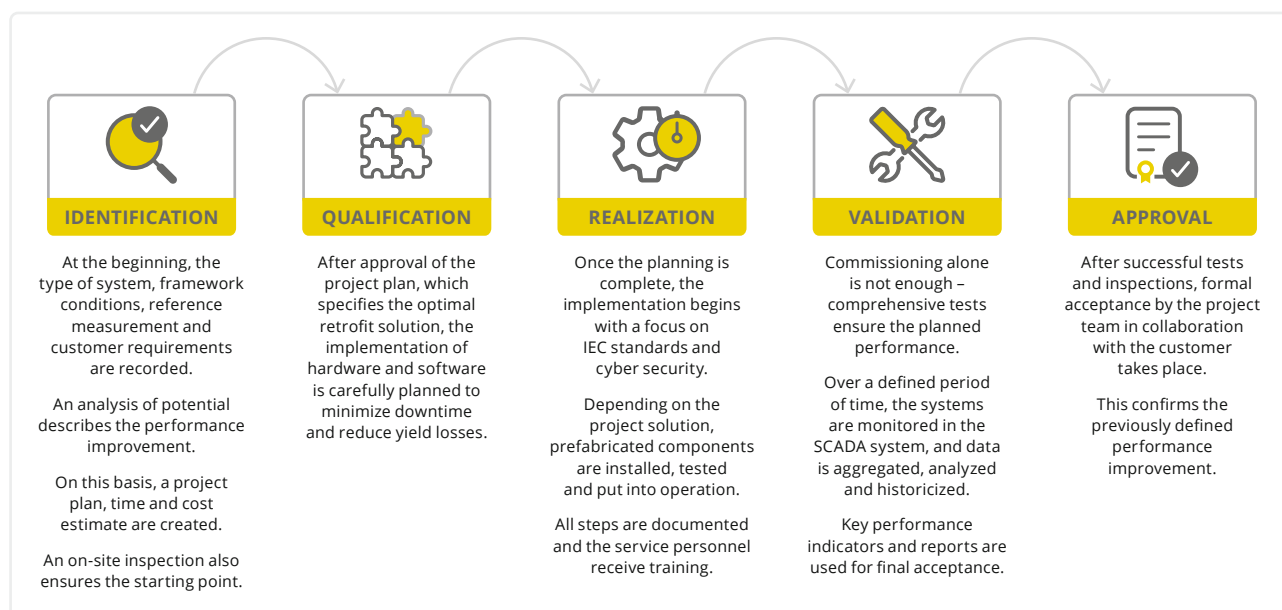 IDENTIFICATION
At the beginning, the
type of system, framework
conditions, reference
measurement and
customer requirements
are recorded.
An analysis of potential
describes the performance
improvement.
On this basis, a project
plan, time and cost
estimate are created.
An on-site inspection also
ensures the starting point.
QUALIFICATION
After approval of the
project plan, which
specifies the optimal
retrofit solution, the
implementation of
hardware and software
is carefully planned to
minimize downtime
and reduce yield losses.
REALIZATION
Once the planning is
complete, the
implementation begins
with a focus on
IEC standards and
cyber security.
Depending on the
project solution,
prefabricated components
are installed, tested
and put into operation.
All steps are documented
and the service personnel
receive training.
VALIDATION
Commissioning alone
is not enough –
comprehensive tests
ensure the planned
performance.
Over a defined period
of time, the systems
are monitored in the
SCADA system, and data
is aggregated, analyzed
and historicized.
Key performance
indicators and reports are
used for final acceptance.
APPROVAL
After successful tests
and inspections, formal
acceptance by the project
team in collaboration
with the customer
takes place.
This confirms the
previously defined
performance
improvement.